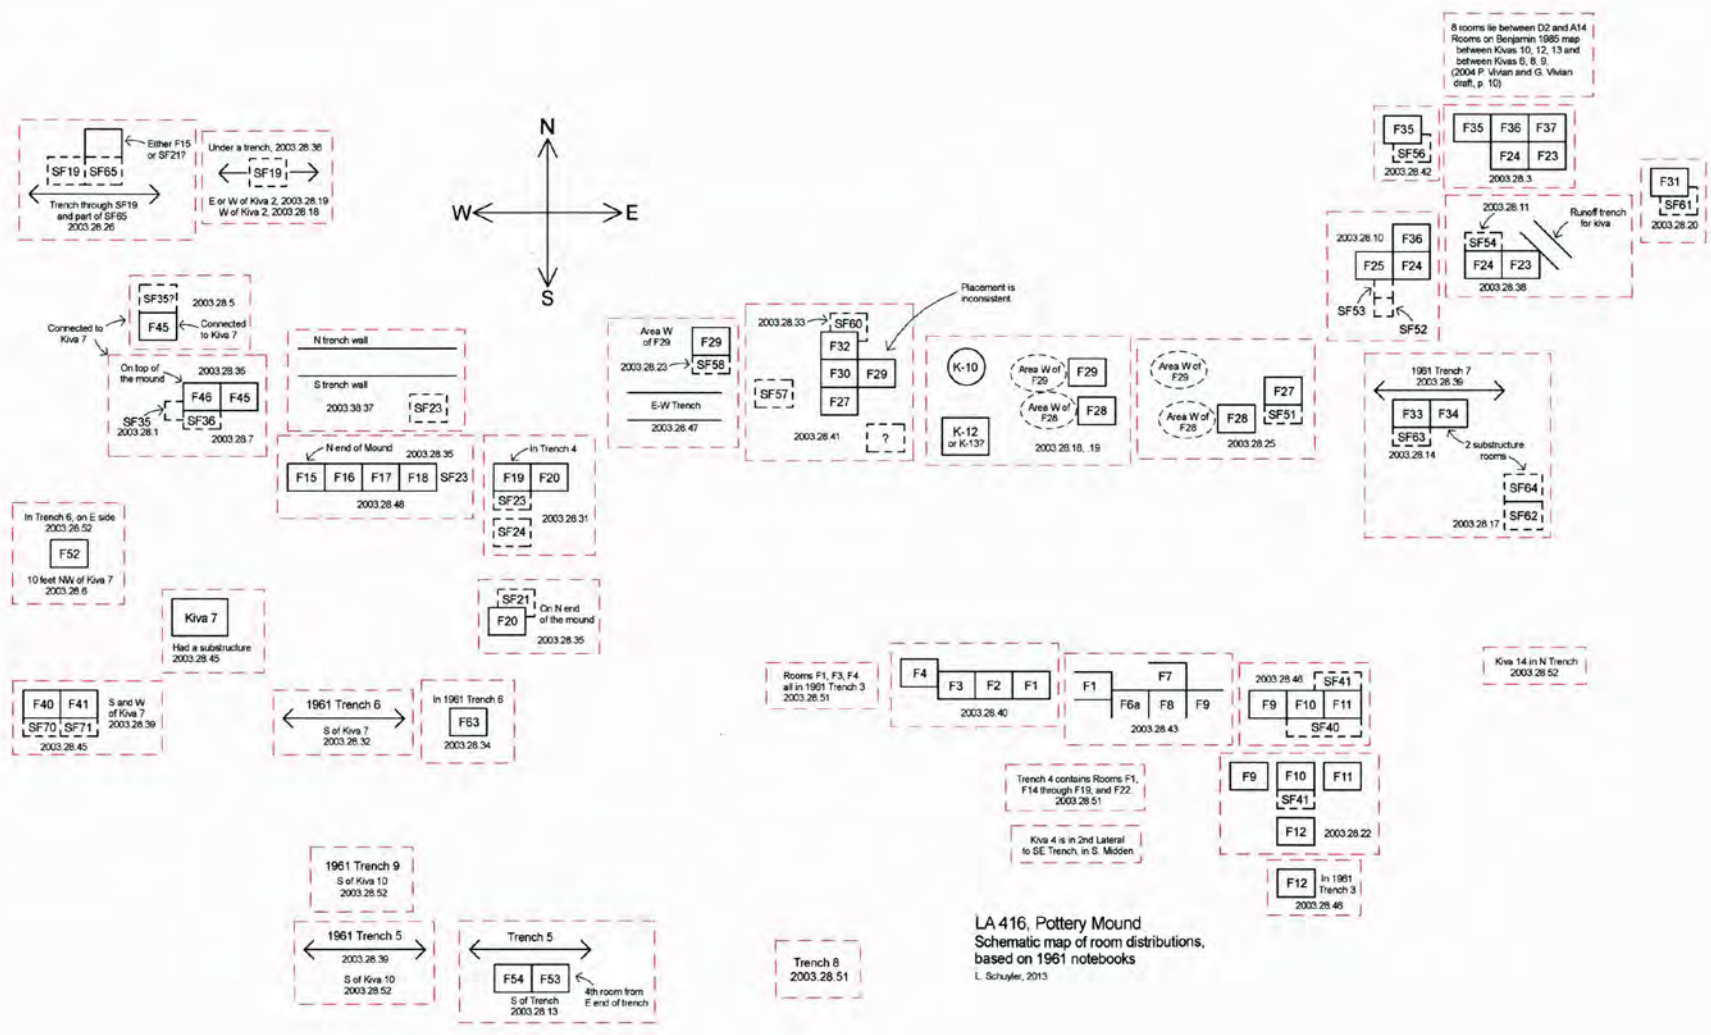 8 rooms lie between D2 and A14
Rooms on Benjamin 1985 map
between Kivas 10, 12, 13 and
between Kivas 6, 8, 9.
(2004 P. Vivian and G. Vivian
draft, p. 10)
Either F15
or SF21?
SF19 SF65
Trench through SF19
and part of SF65
2003.28.26
Under a trench, 2003.28.36
SF19
E or W of Kiva 2, 2003.28.19
W of Kiva 2, 2003.28.18
N
W E
S
F35
SF56
2003.28.42
F35 F36 F37
F24 F23
2003.28.3
F31
SF61
2003.28.20
2003.28.10 F36
F25 F24
SF53
SF52
2003.28.11
Runoff trench
for kiva
SF54
F24 F23
2003.28.38
SF35? 2003.28.5
F45
Connected
to Kiva 7
Connected to
Kiva 7
On top of
the mound
2003.28.35
F46 F45
SF35
2003.28.1
SF36
2003.28.7
N trench wall
S trench wall
2003.38.37
SF23
Area W
of F29
F29
2003.28.23
SF58
E-W Trench
2003.28.47
Placement is
inconsistent
2003.28.33
SF60
F32
F30 F29
F27
SF57
2003.28.41
?
K-10
Area W of
F29
F29
Area W of
F28
F28
K-12
or K-13?
2003.28.18, .19
Area W of
F29
F27
SF51
Area W of
F28
F28
2003.28.25
1961 Trench 7
2003.28.39
F33 F34
SF63
2003.28.14
2 substructure
rooms
SF64
SF62
2003.28.17
N end of Mound
2003.28.35
F15 F16 F17 F18 SF23
2003.28.48
In Trench 4
F19 F20
SF23
2003.28.31
SF24
In Trench 6, on E side
2003.28.52
F52
10 feet NW of Kiva 7
2003.28.6
Kiva 7
Had a substructure
2003.28.45
SF21
F20
On N end
of the mound
2003.28.35
F40 F41
SF70 SF71
S and W
of Kiva 7
2003.28.39
2003.28.45
1961 Trench 6
S of Kiva 7
2003.28.32
In 1961 Trench 6
F63
2003.28.34
Rooms F1, F3, F4
all in 1961 Trench 3
2003.28.51
F4
F3 F2 F1
2003.28.40
F1 F7
F6a F8 F9
2003.28.43
2003.28.46 SF41
F9 F10 F11
SF40
Kiva 14 in N Trench
2003.28.52
Trench 4 contains Rooms F1,
F14 through F19, and F22.
2003.28.51
Kiva 4 is in 2nd Lateral
to SE Trench, in S. Midden
F9 F10 F11
SF41
F12 2003.28.22
F12
In 1961
Trench 3
2003.28.46
1961 Trench 9
S of Kiva 10
2003.28.52
1961 Trench 5
2003.28.39
S of Kiva 10
2003.28.52
Trench 5
F54 F53
S of Trench
2003.28.13
4th room from
E end of trench
Trench 8
2003.28.51
LA 416, Pottery Mound
Schematic map of room distributions,
based on 1961 notebooks
L. Schuyler, 2013